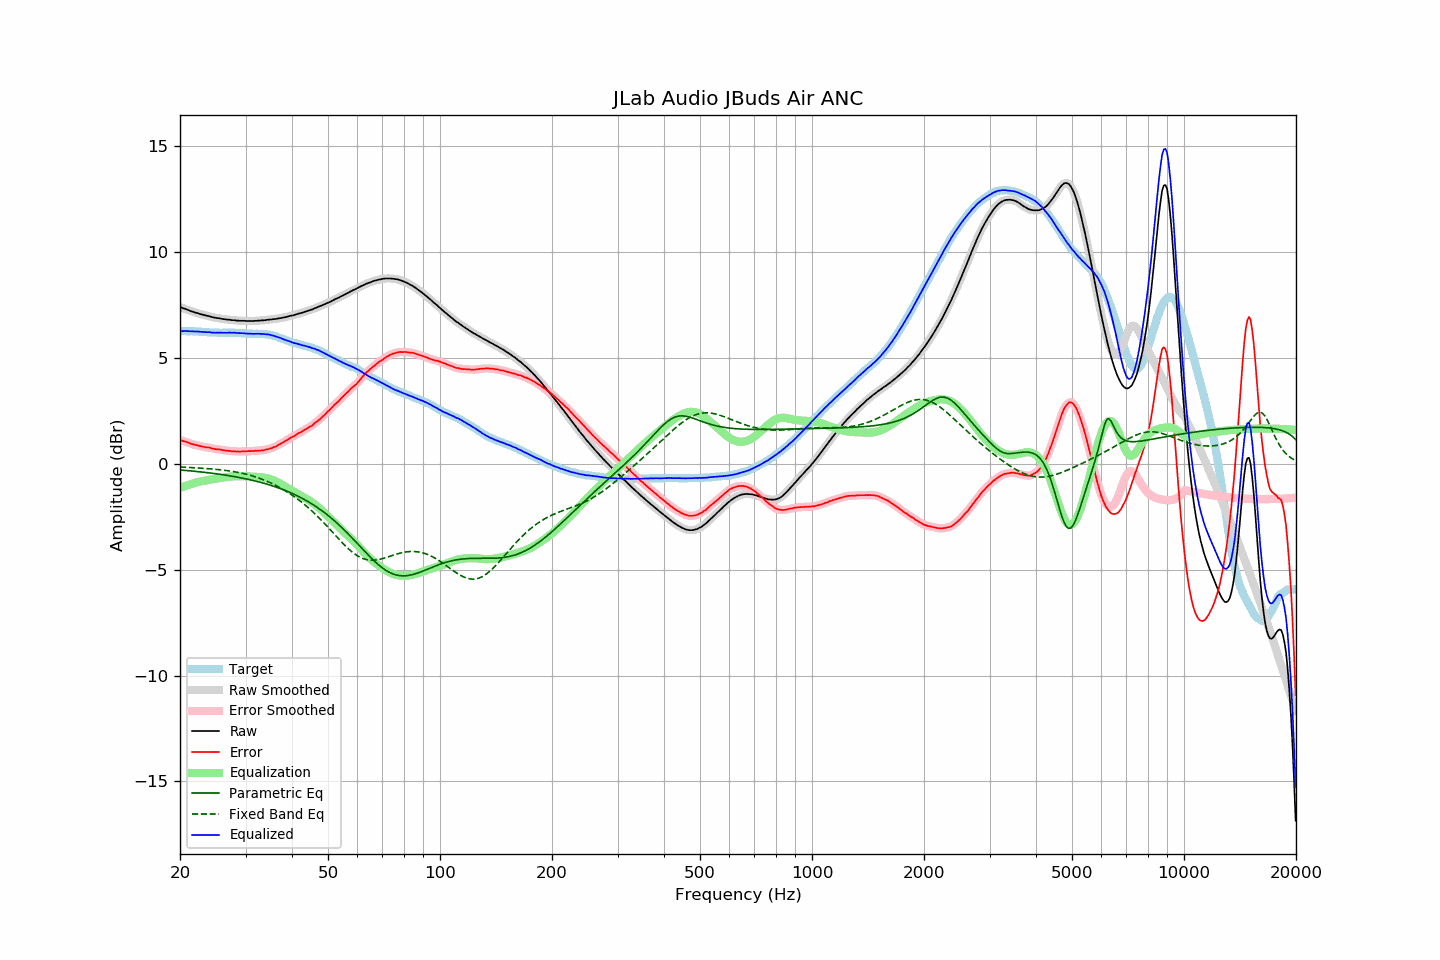 JLab Audio JBuds Air ANC
Amplitude (dBr)
15
10
5
0
−5
−10
−15
Target
Raw Smoothed
Error Smoothed
Raw
Error
Equalization
Parametric Eq
Fixed Band Eq
Equalized
20 50 100 200 500 1000 2000 5000 10000 20000
Frequency (Hz)